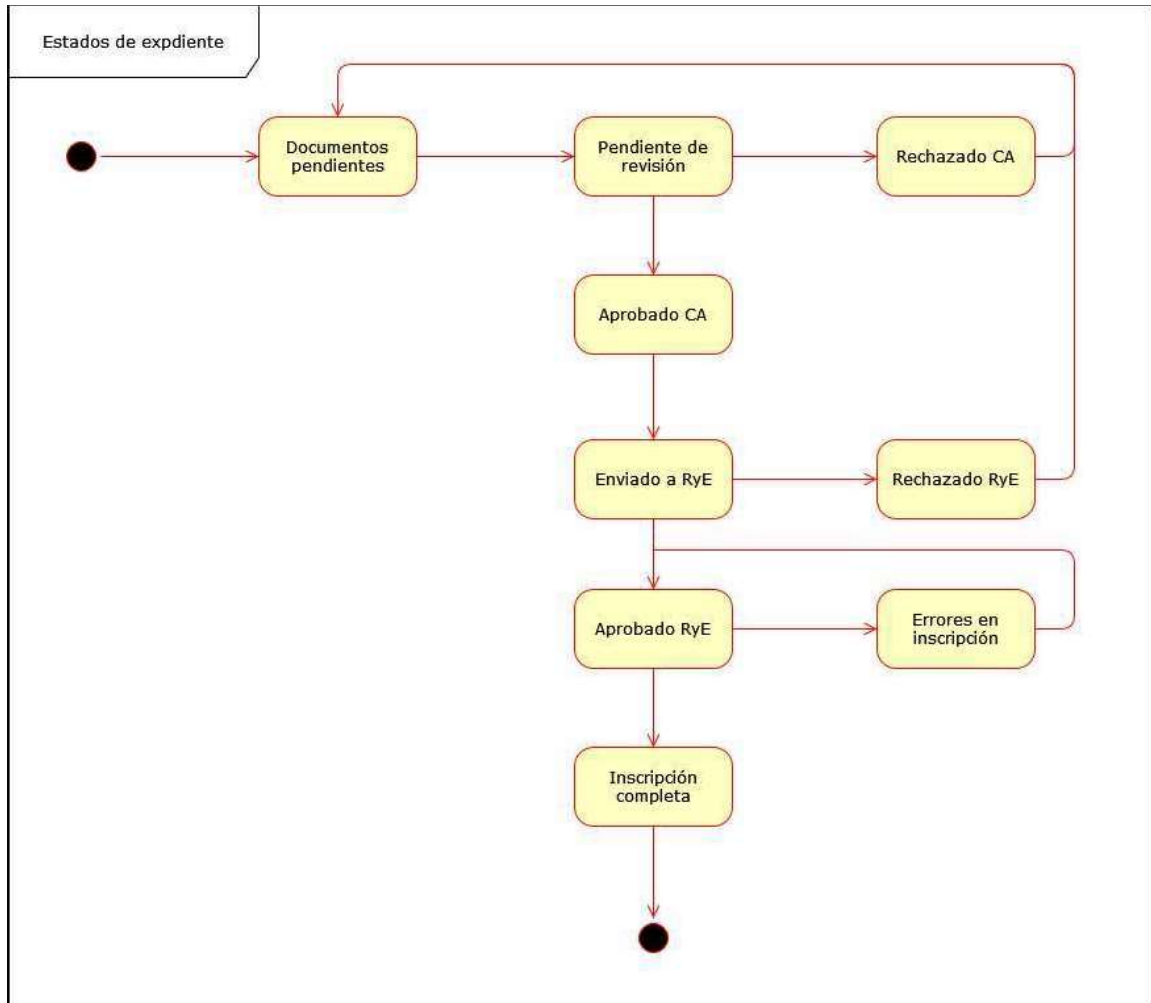 Estados de expdiente
Documentos
pendientes
Pendiente de
revisión
Rechazado CA
Aprobado CA
Enviado a RyE
Rechazado RyE
Aprobado RyE
Errores en
inscripción
Inscripción
completa